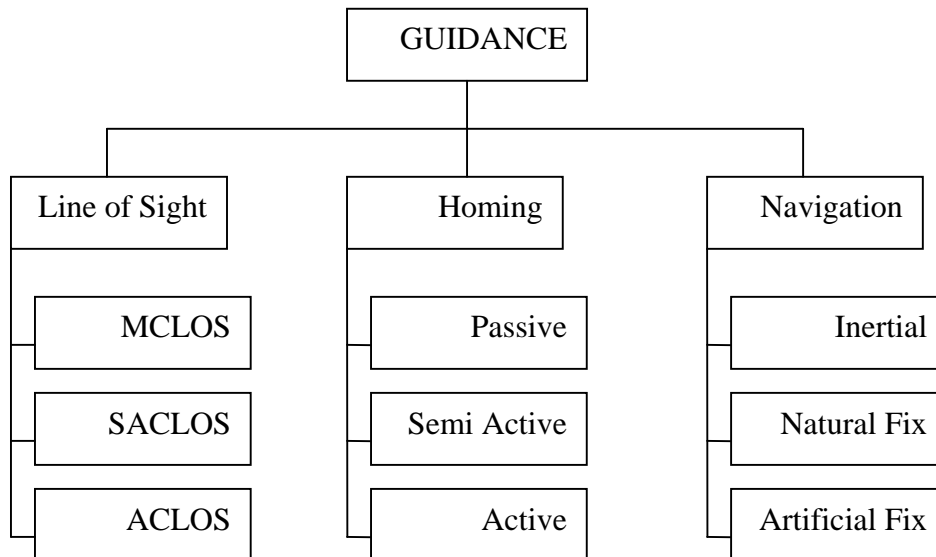 GUIDANCE
Line of Sight
Homing
Navigation
MCLOS
Passive
Inertial
SACLOS
Semi Active
Natural Fix
ACLOS
Active
Artificial Fix